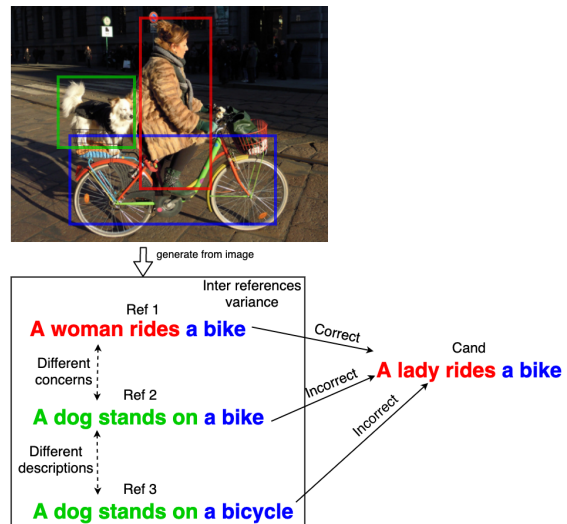 generate from image
Inter references
variance
Ref 1
A woman rides a bike
Correct
Different
concerns
Cand
A lady rides a bike
Incorrect
Ref 2
A dog stands on a bike
Incorrect
Different
descriptions
Ref 3
A dog stands on a bicycle